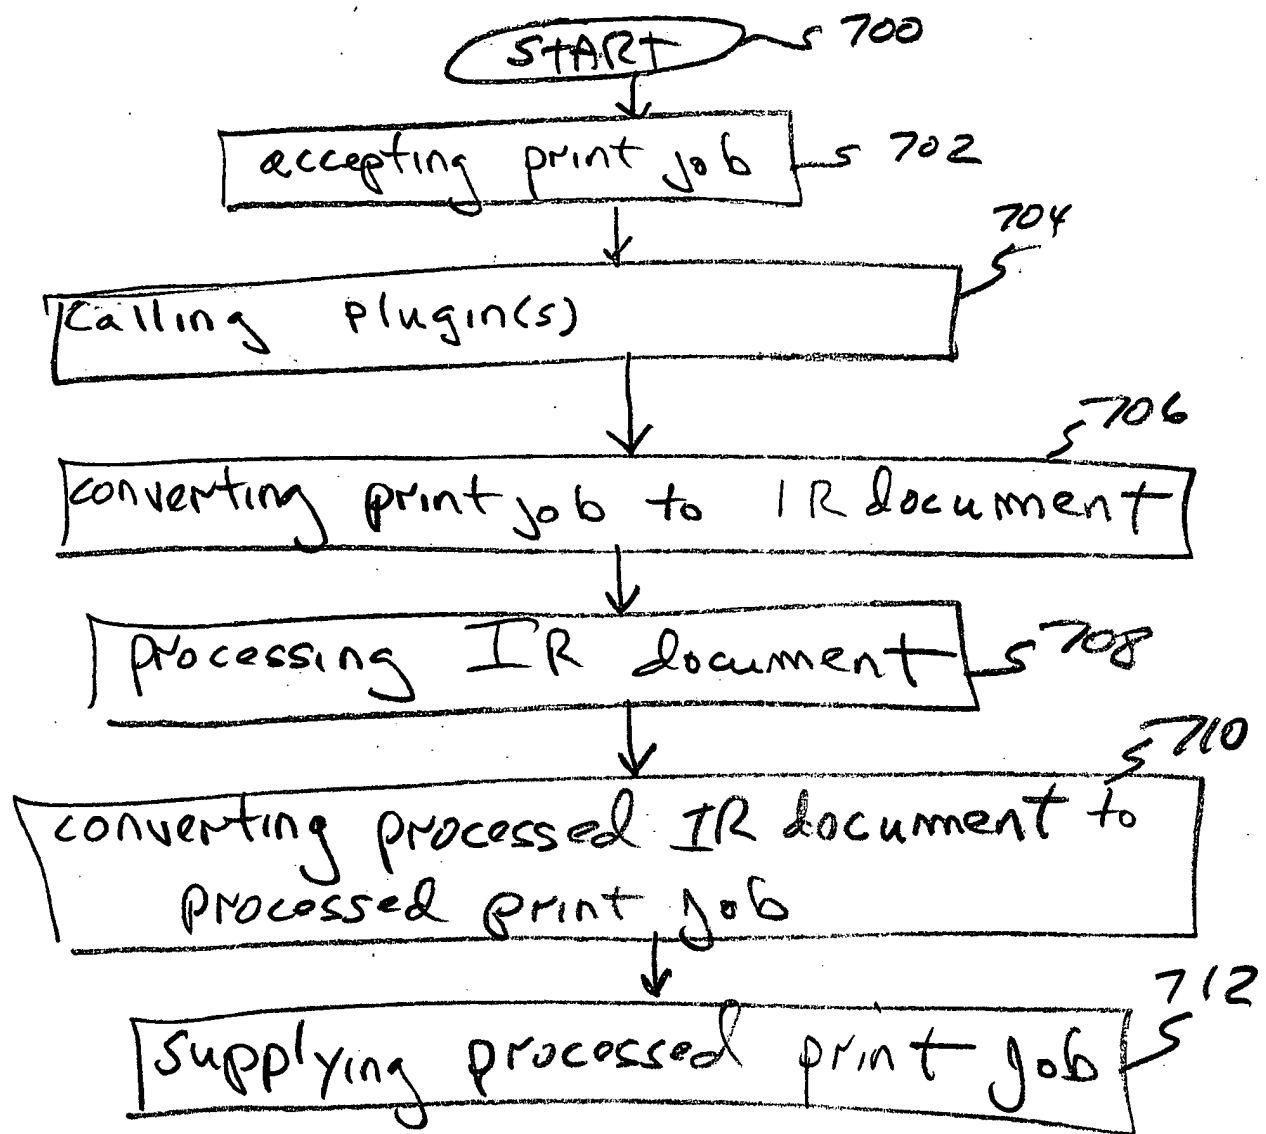 START 700
accepting print job 702
704
calling plugin(s)
706
converting print job to IR document
processing IR document 708
710
converting processed IR document to
processed print job
712
supplying processed print job